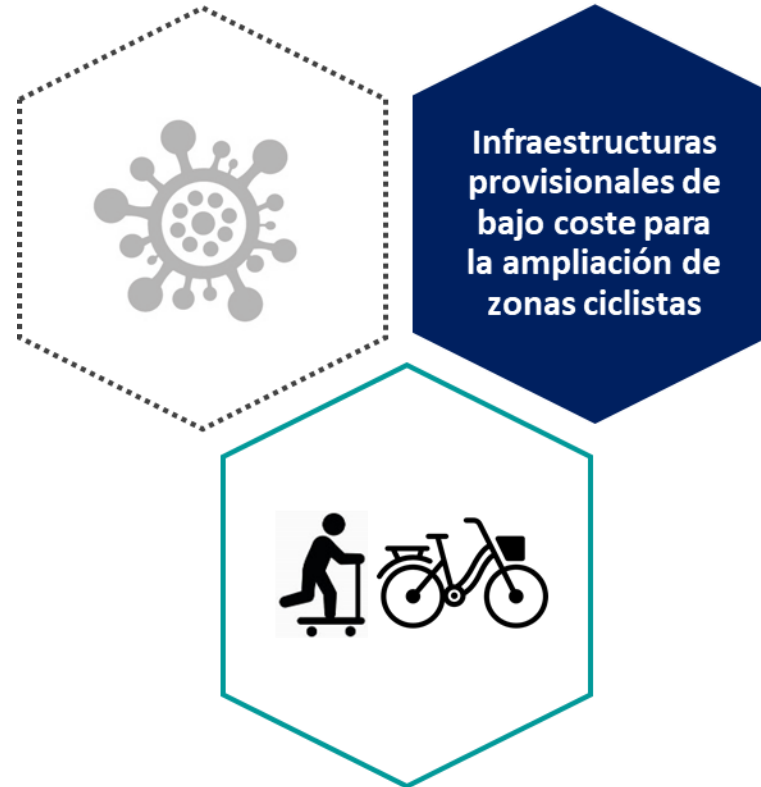 Infraestructuras
provisionales de
bajo coste para
la ampliación de
zonas ciclistas